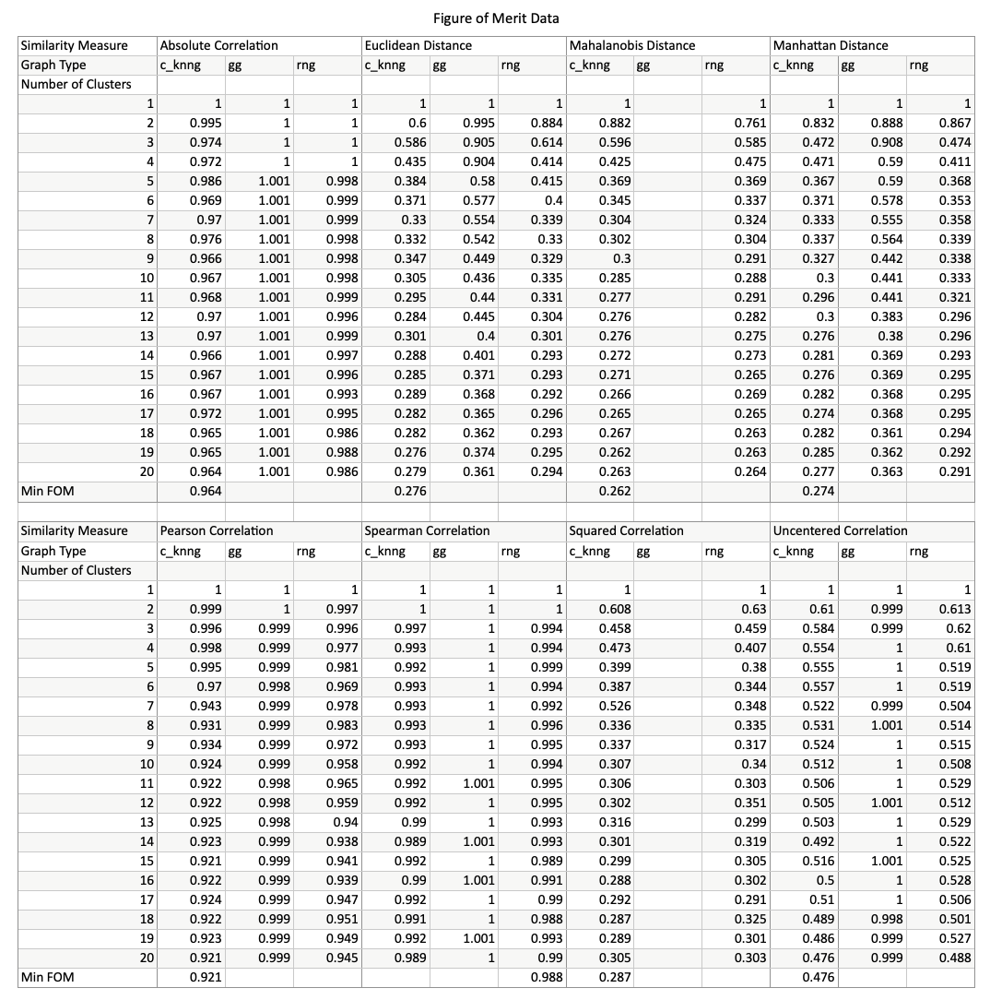 Figure of Merit Data
Similarity Measure Absolute Correlation Euclidean Distance Mahalanobis Distance Manhattan Distance
Graph Type c_knng gg rng c_knng gg rng c_knng gg rng c_knng gg rng
Number of Clusters
1 1 1 1 1 1 1 1 1 1 1 1
2 0.995 1 1 0.6 0.995 0.884 0.882 0.761 0.832 0.888 0.867
3 0.974 1 1 0.586 0.905 0.614 0.596 0.585 0.472 0.908 0.474
4 0.972 1 1 0.435 0.904 0.414 0.425 0.475 0.471 0.59 0.411
5 0.986 1.001 0.998 0.384 0.58 0.415 0.369 0.369 0.367 0.59 0.368
6 0.969 1.001 0.999 0.371 0.577 0.4 0.345 0.337 0.371 0.578 0.353
7 0.97 1.001 0.999 0.33 0.554 0.339 0.304 0.324 0.333 0.555 0.358
8 0.976 1.001 0.998 0.332 0.542 0.33 0.302 0.304 0.337 0.564 0.339
9 0.966 1.001 0.998 0.347 0.449 0.329 0.3 0.291 0.327 0.442 0.338
10 0.967 1.001 0.998 0.305 0.436 0.335 0.285 0.288 0.3 0.441 0.333
11 0.968 1.001 0.999 0.295 0.44 0.331 0.277 0.291 0.296 0.441 0.321
12 0.97 1.001 0.996 0.284 0.445 0.304 0.276 0.282 0.3 0.383 0.296
13 0.97 1.001 0.999 0.301 0.4 0.301 0.276 0.275 0.276 0.38 0.296
14 0.966 1.001 0.997 0.288 0.401 0.293 0.272 0.273 0.281 0.369 0.293
15 0.967 1.001 0.996 0.285 0.371 0.293 0.271 0.265 0.276 0.369 0.295
16 0.967 1.001 0.993 0.289 0.368 0.292 0.266 0.269 0.282 0.368 0.295
17 0.972 1.001 0.995 0.282 0.365 0.296 0.265 0.265 0.274 0.368 0.295
18 0.965 1.001 0.986 0.282 0.362 0.293 0.267 0.263 0.282 0.361 0.294
19 0.965 1.001 0.988 0.276 0.374 0.295 0.262 0.263 0.285 0.362 0.292
20 0.964 1.001 0.986 0.279 0.361 0.294 0.263 0.264 0.277 0.363 0.291
Min FOM 0.964 0.276 0.262 0.274
Similarity Measure Pearson Correlation Spearman Correlation Squared Correlation Uncentered Correlation
Graph Type c_knng gg rng c_knng gg rng c_knng gg rng c_knng gg rng
Number of Clusters
1 1 1 1 1 1 1 1 1 1 1 1
2 0.999 1 0.997 1 1 1 0.608 0.63 0.61 0.999 0.613
3 0.996 0.999 0.996 0.997 1 0.994 0.458 0.459 0.584 0.999 0.62
4 0.998 0.999 0.977 0.993 1 0.994 0.473 0.407 0.554 1 0.61
5 0.995 0.999 0.981 0.992 1 0.999 0.399 0.38 0.555 1 0.519
6 0.97 0.998 0.969 0.993 1 0.994 0.387 0.344 0.557 1 0.519
7 0.943 0.999 0.978 0.993 1 0.992 0.526 0.348 0.522 0.999 0.504
8 0.931 0.999 0.983 0.993 1 0.996 0.336 0.335 0.531 1.001 0.514
9 0.934 0.999 0.972 0.993 1 0.995 0.337 0.317 0.524 1 0.515
10 0.924 0.999 0.958 0.992 1 0.994 0.307 0.34 0.512 1 0.508
11 0.922 0.998 0.965 0.992 1.001 0.995 0.306 0.303 0.506 1 0.529
12 0.922 0.998 0.959 0.992 1 0.995 0.302 0.351 0.505 1.001 0.512
13 0.925 0.998 0.94 0.99 1 0.993 0.316 0.299 0.503 1 0.529
14 0.923 0.999 0.938 0.989 1.001 0.993 0.301 0.319 0.492 1 0.522
15 0.921 0.999 0.941 0.992 1 0.989 0.299 0.305 0.516 1.001 0.525
16 0.922 0.999 0.939 0.99 1.001 0.991 0.288 0.302 0.5 1 0.528
17 0.924 0.999 0.947 0.992 1 0.99 0.292 0.291 0.51 1 0.506
18 0.922 0.999 0.951 0.991 1 0.988 0.287 0.325 0.489 0.998 0.501
19 0.923 0.999 0.949 0.992 1.001 0.993 0.289 0.301 0.486 0.999 0.527
20 0.921 0.999 0.945 0.989 1 0.99 0.305 0.303 0.476 0.999 0.488
Min FOM 0.921 0.988 0.287 0.476